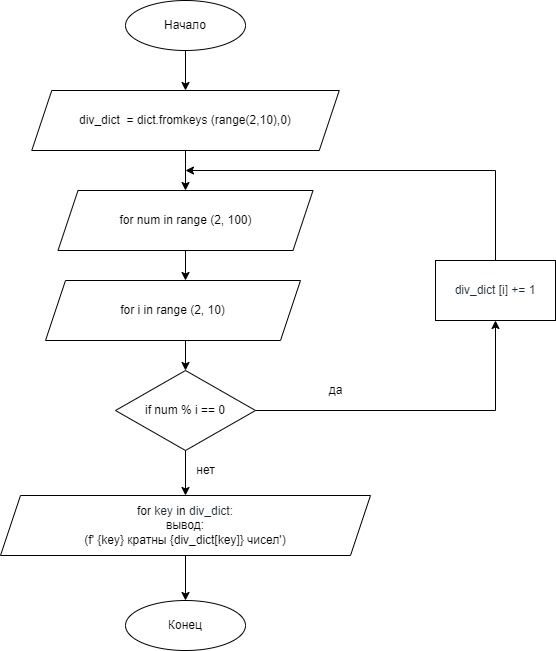 Начало
div_dict = dict.fromkeys (range(2,10),0)
for num in range (2, 100)
for i in range (2, 10)
div_dict [i] += 1
if num % i == 0
да
нет
for key in div_dict:
вывод:
(f' {key} кратны {div_dict[key]} чисел')
Конец